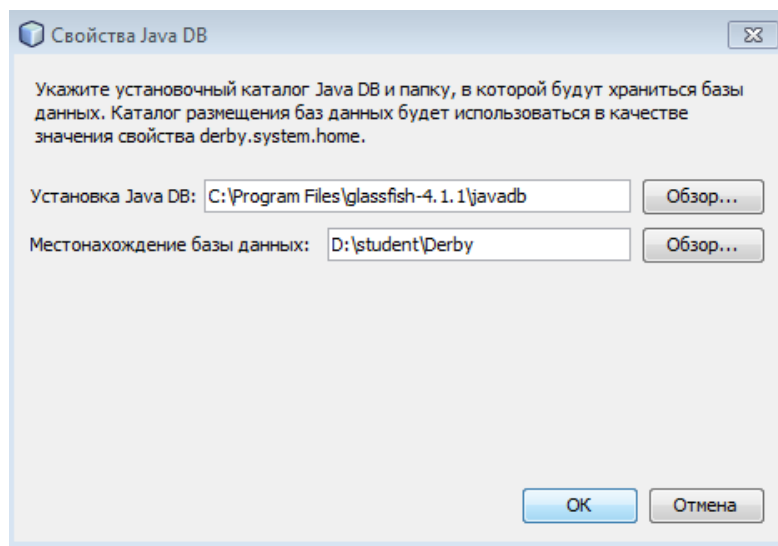 Свойства Java DB
Укажите установочный каталог Java DB и папку, в которой будут храниться базы
данных. Каталог размещения баз данных будет использоваться в качестве
значения свойства derby.system.home.
Установка Java DB: C:\Program Files\glassfish-4.1.1\javadb Обзор...
Местонахождение базы данных: D:\student\Derby Обзор...
OK Отмена